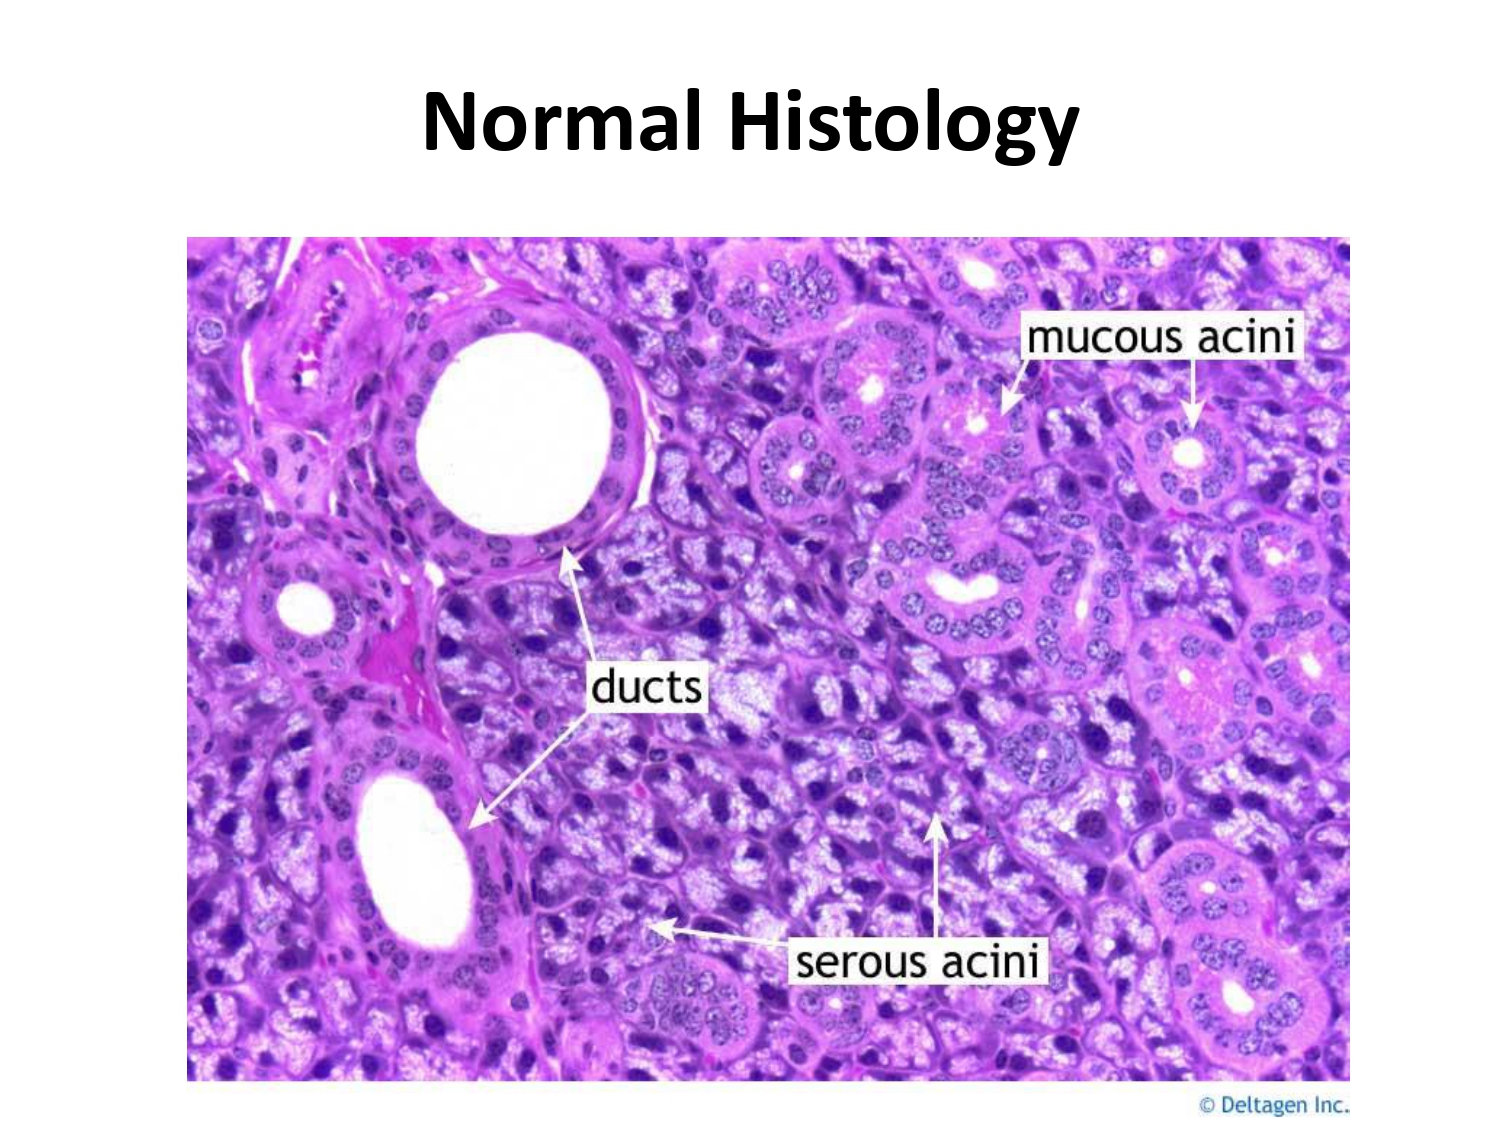 Normal Histology
mucous acini
ducts
serous acini
© Deltagen Inc.